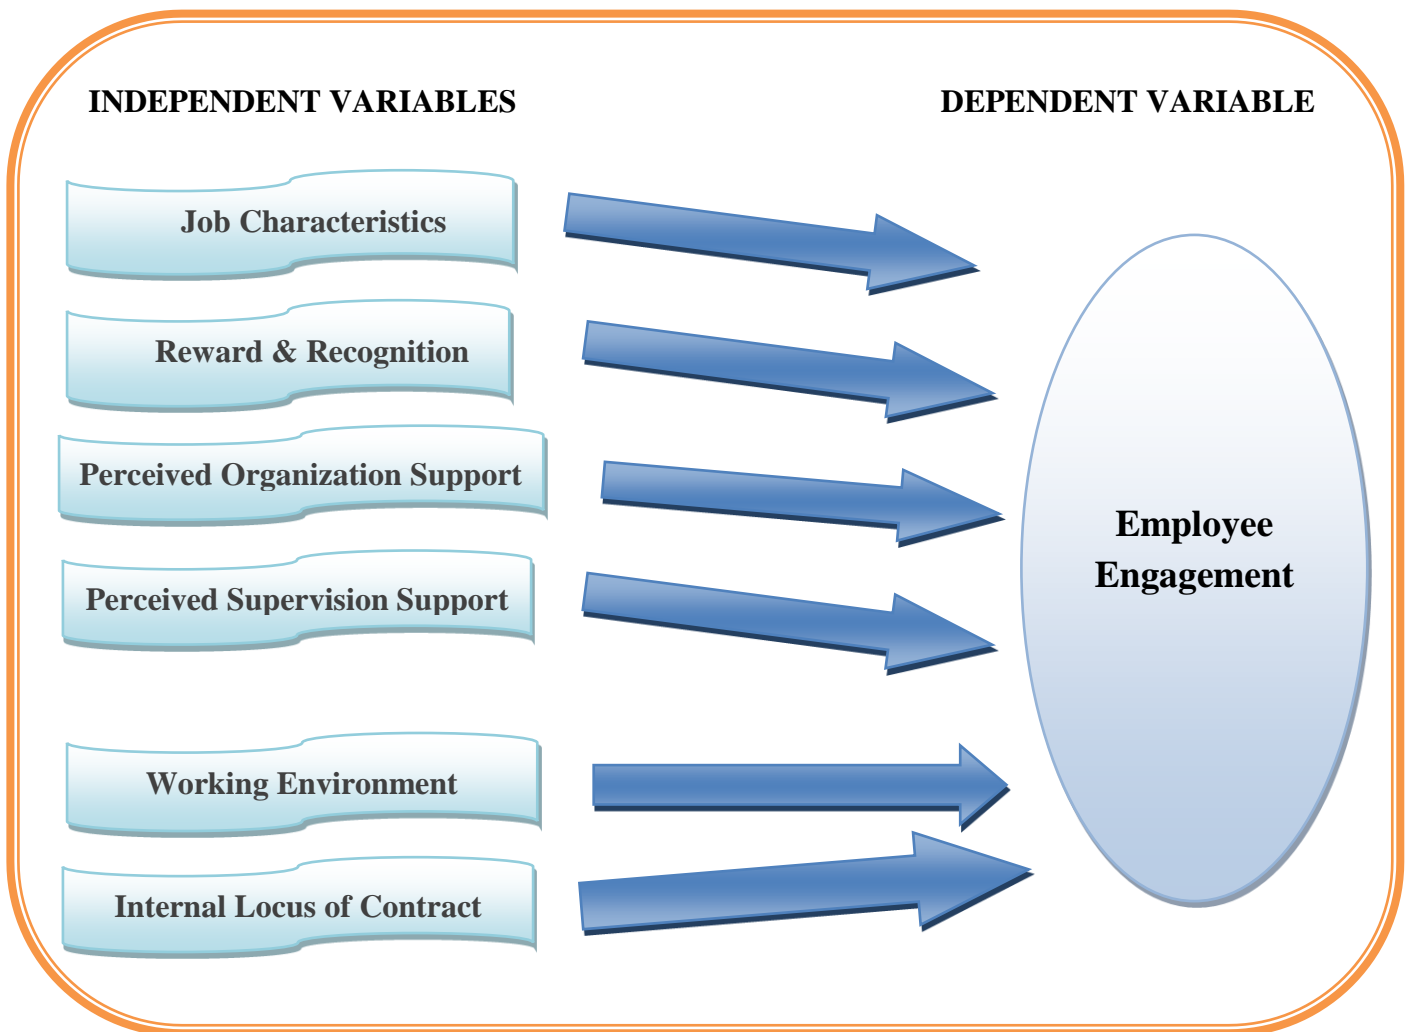 INDEPENDENT VARIABLES
DEPENDENT VARIABLE
Job Characteristics
Reward & Recognition
Perceived Organization Support
Perceived Supervision Support
Working Environment
Internal Locus of Contract
Employee
Engagement